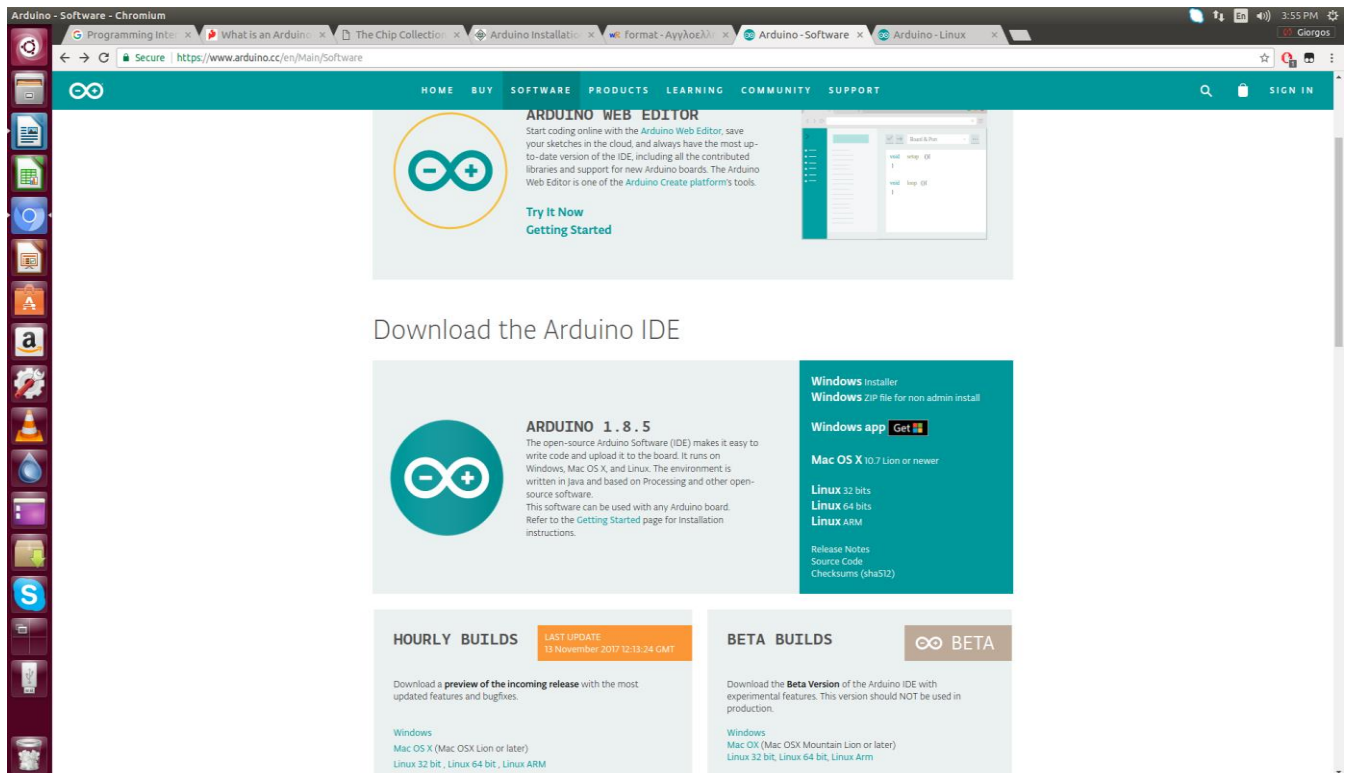 Arduino - Software - Chromium
En
3:55 PM
Programming Inte
What is an Arduin
The Chip Collection
Arduino Installatio
format - Αγγλοελλ
Arduino - Software
Arduino - Linux
Giorgos
Secure
https://www.arduino.cc/en/Main/Software
HOME BUY SOFTWARE PRODUCTS LEARNING COMMUNITY SUPPORT
SIGN IN
ARDUINO WEB EDITOR
Start coding online with the Arduino Web Editor, save
your sketches in the cloud, and always have the most up-
to-date version of the IDE, including all the contributed
libraries and support for new Arduino boards. The Arduino
Web Editor is one of the Arduino Create platform's tools.
Try It Now
Getting Started
Board & Port
void setup (){
}
void loop (){
}
Download the Arduino IDE
ARDUINO 1.8.5
The open-source Arduino Software (IDE) makes it easy to
write code and upload it to the board. It runs on
Windows, Mac OS X, and Linux. The environment is
written in Java and based on Processing and other open-
source software.
This software can be used with any Arduino board.
Refer to the Getting Started page for Installation
instructions.
Windows Installer
Windows ZIP file for non admin install
Windows app Get
Mac OS X 10.7 Lion or newer
Linux 32 bits
Linux 64 bits
Linux ARM
Release Notes
Source Code
Checksums (sha512)
HOURLY BUILDS
LAST UPDATE
13 November 2017 12:13:24 GMT
Download a preview of the incoming release with the most
updated features and bugfixes.
Windows
Mac OS X (Mac OSX Lion or later)
Linux 32 bit , Linux 64 bit , Linux ARM
BETA BUILDS
BETA
Download the Beta Version of the Arduino IDE with
experimental features. This version should NOT be used in
production.
Windows
Mac OX (Mac OSX Mountain Lion or later)
Linux 32 bit, Linux 64 bit, Linux Arm